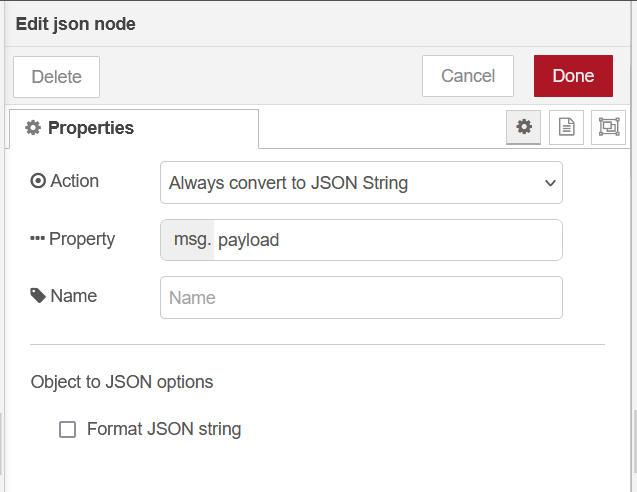 Edit json node
Delete
Cancel
Done
Properties
Action
Always convert to JSON String
Property
msg. payload
Name
Name
Object to JSON options
Format JSON string